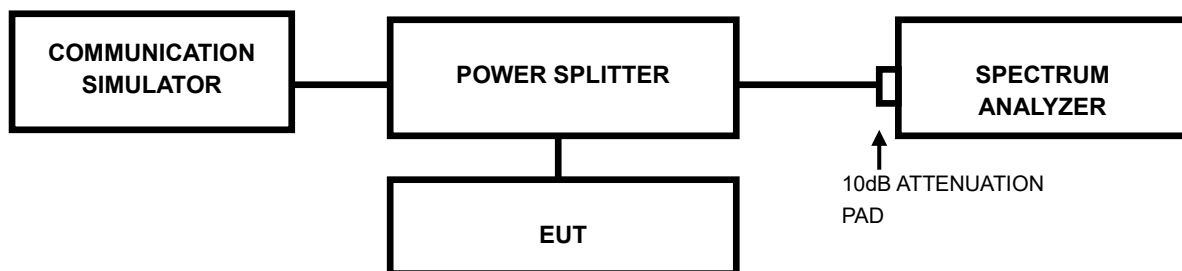 COMMUNICATION
SIMULATOR
POWER SPLITTER
SPECTRUM
ANALYZER
10dB ATTENUATION
PAD
EUT